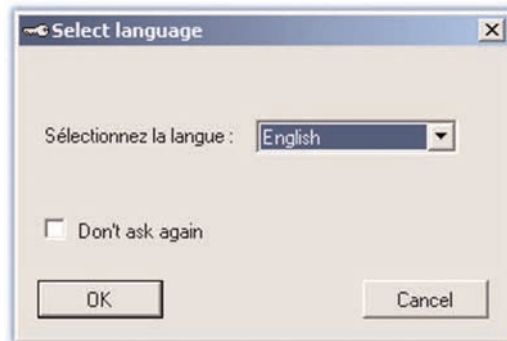 Select language
Sélectionnez la langue : English
Don't ask again
OK Cancel